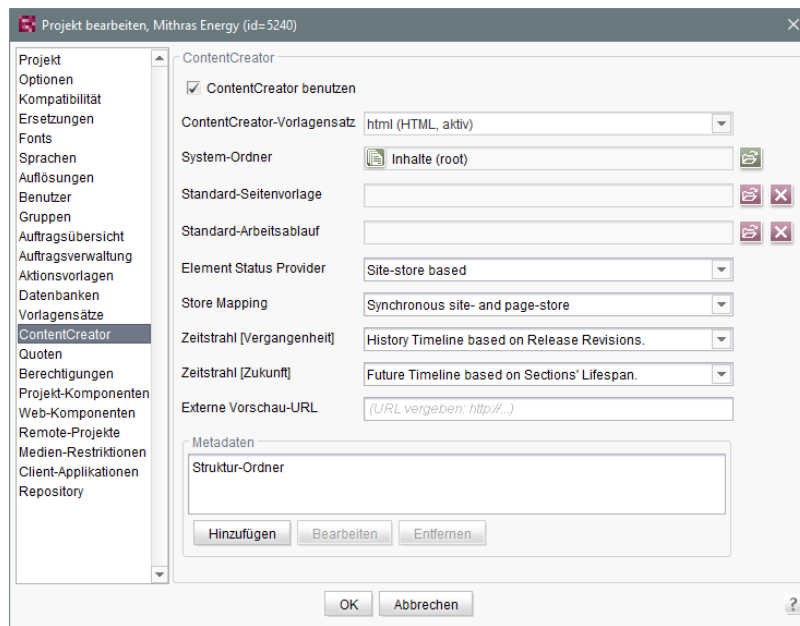 Projekt bearbeiten, Mithras Energy (id=5240)
Projekt
Optionen
Kompatibilität
Ersetzungen
Fonts
Sprachen
Auflösungen
Benutzer
Gruppen
Auftragsübersicht
Auftragsverwaltung
Aktionsvorlagen
Datenbanken
Vorlagensätze
ContentCreator
Quoten
Berechtigungen
Projekt-Komponenten
Web-Komponenten
Remote-Projekte
Medien-Restriktionen
Client-Applikationen
Repository
ContentCreator
ContentCreator benutzen
ContentCreator-Vorlagensatz html (HTML, aktiv)
System-Ordner Inhalte (root)
Standard-Seitenvorlage
Standard-Arbeitsablauf
Element Status Provider Site-store based
Store Mapping Synchronous site- and page-store
Zeitstrahl [Vergangenheit] History Timeline based on Release Revisions.
Zeitstrahl [Zukunft] Future Timeline based on Sections' Lifespan.
Externe Vorschau-URL (URL vergeben: http://...)
Metadaten
Struktur-Ordner
Hinzufügen Bearbeiten Entfernen
OK Abbrechen ?